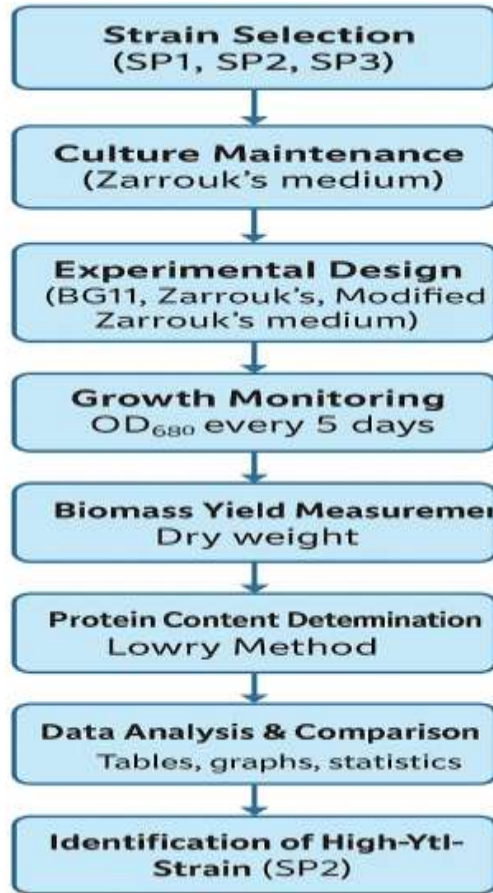 Strain Selection
(SP1, SP2, SP3)
Culture Maintenance
(Zarrouk's medium)
Experimental Design
(BG11, Zarrouk's, Modified
Zarrouk's medium)
Growth Monitoring
OD₆₈₀ every 5 days
Biomass Yield Measuremer
Dry weight
Protein Content Determination
Lowry Method
Data Analysis & Comparison
Tables, graphs, statistics
Identification of High-Ytl-
Strain (SP2)